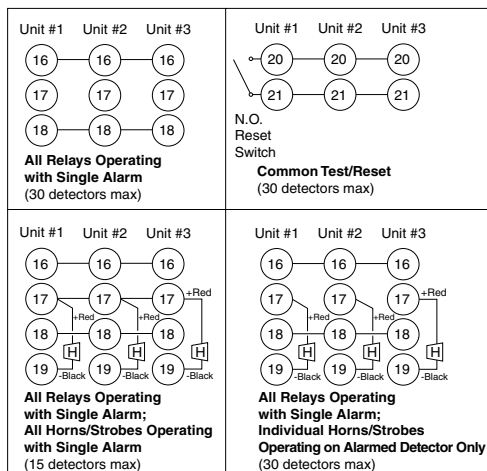 Unit #1 Unit #2 Unit #3
16 16 16
17 17 17
18 18 18
All Relays Operating
with Single Alarm
(30 detectors max)
Unit #1 Unit #2 Unit #3
20 20 20
21 21 21
N.O.
Reset
Switch
Common Test/Reset
(30 detectors max)
Unit #1 Unit #2 Unit #3
16 16 16
17 17 17 +Red
+Red +Red
18 18 18
H H H
19 19 19
-Black -Black -Black
All Relays Operating
with Single Alarm;
All Horns/Strobes Operating
with Single Alarm
(15 detectors max)
Unit #1 Unit #2 Unit #3
16 16 16
17 17 17 +Red
+Red +Red
18 18 18
H H H
19 19 19
-Black -Black -Black
All Relays Operating
with Single Alarm;
Individual Horns/Strobes
Operating on Alarmed Detector Only
(30 detectors max)